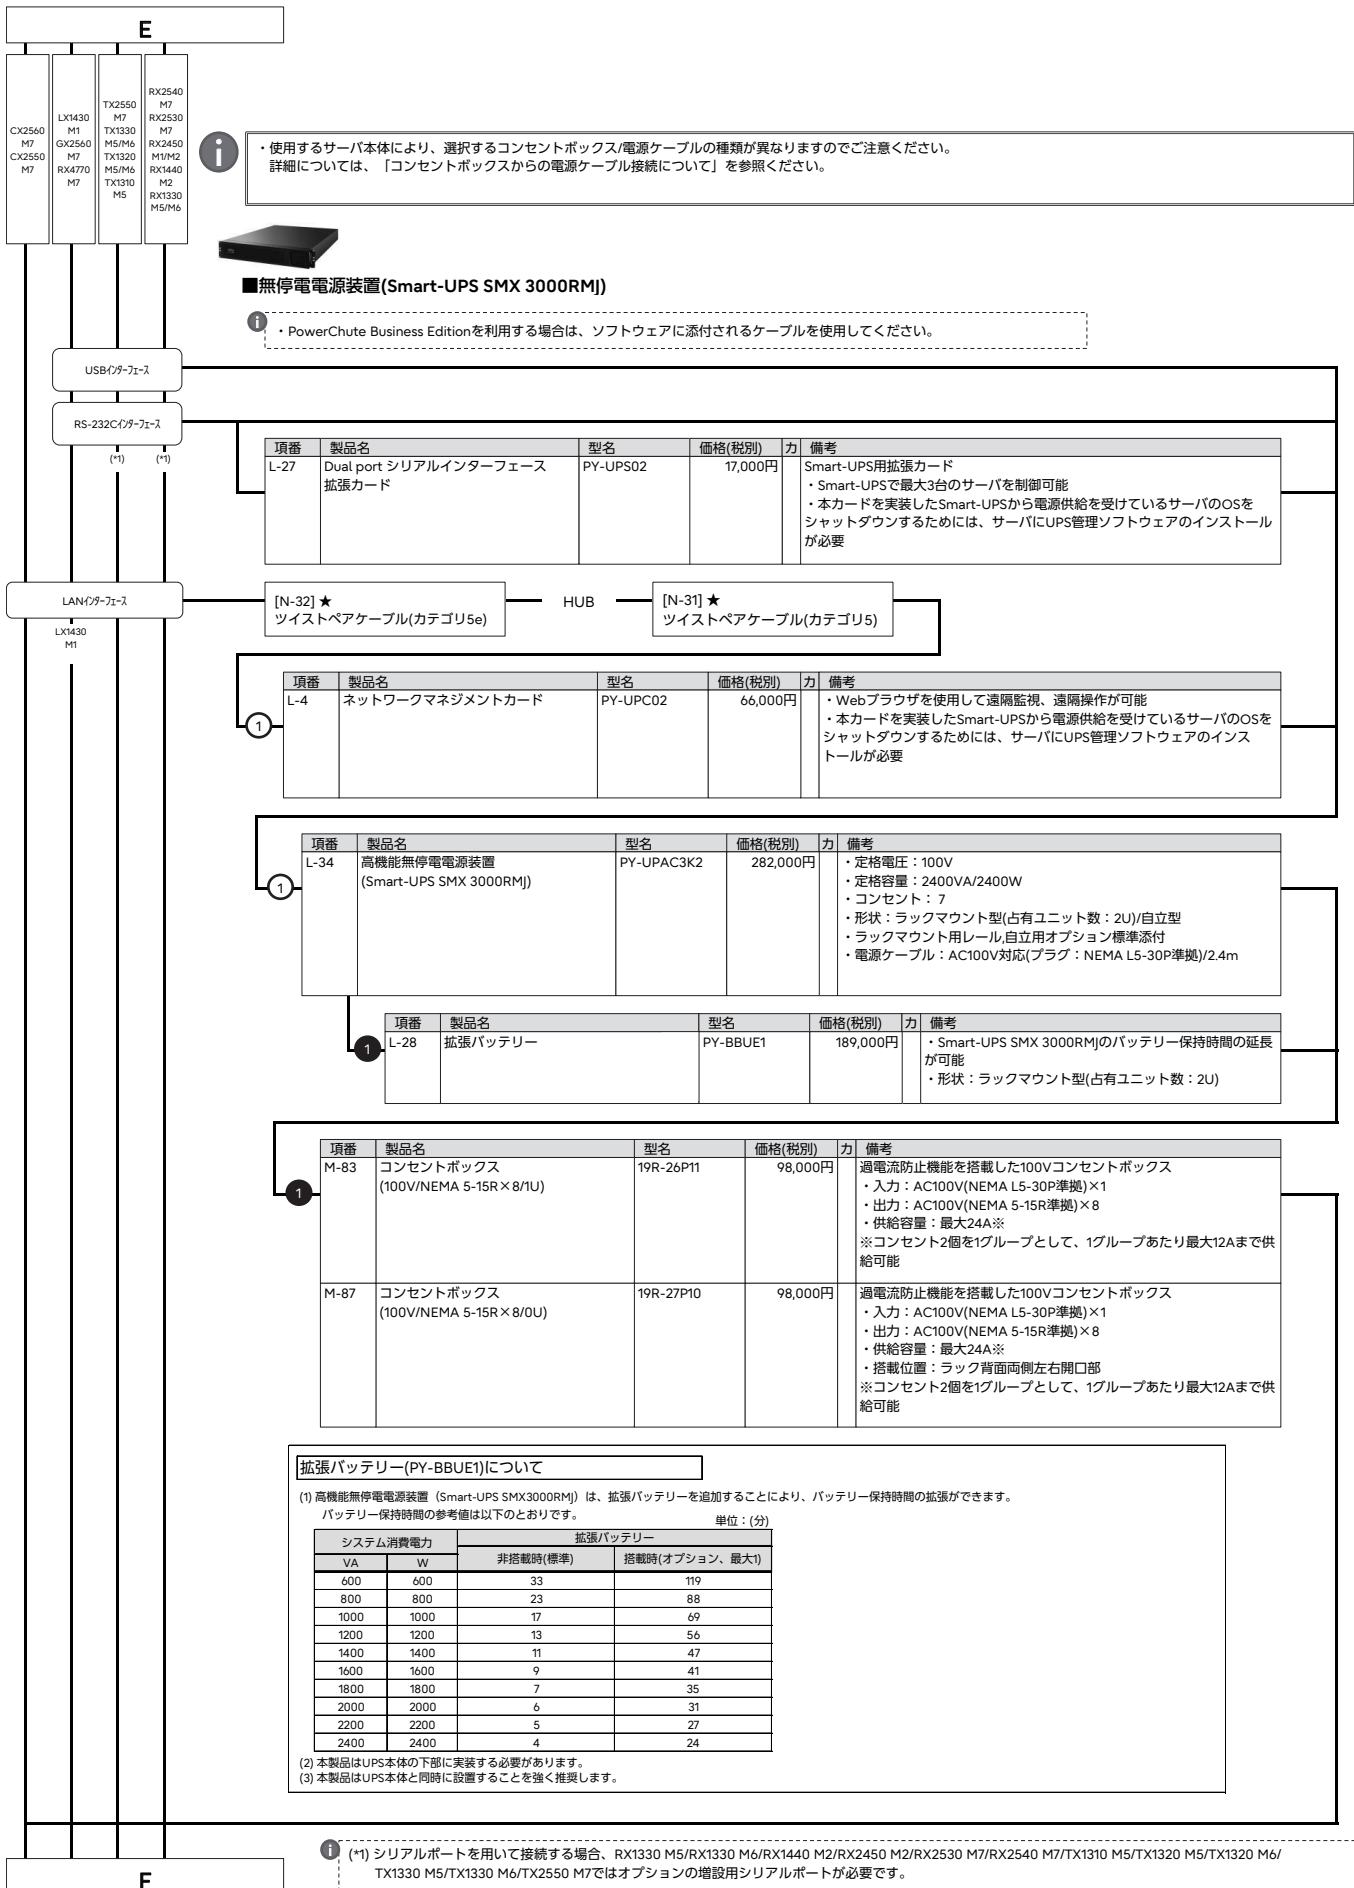 E
CX2560
M7
CX2550
M7
LX1430
M1
GX2560
M7
RX4770
M7
TX2550
M7
TX1330
M5/M6
TX1320
M5/M6
TX1310
M5
RX2540
M7
RX2530
M7
RX2450
M1/M2
RX1440
M2
RX1330
M5/M6
・使用するサーバ本体により、選択するコンセントボックス/電源ケーブルの種類が異なりますのでご注意ください。
詳細については、「コンセントボックスからの電源ケーブル接続について」を参照ください。
■無停電電源装置(Smart-UPS SMX 3000RMJ)
・PowerChute Business Editionを利用する場合は、ソフトウェアに添付されるケーブルを使用してください。
USBインターフェース
RS-232Cインターフェース
(*1) (*1)
項番 製品名 型名 価格(税別) カ 備考
L-27 Dual port シリアルインターフェース PY-UPS02 17,000円 Smart-UPS用拡張カード
拡張カード ・Smart-UPSで最大3台のサーバを制御可能
・本カードを実装したSmart-UPSから電源供給を受けているサーバのOSを
シャットダウンするためには、サーバにUPS管理ソフトウェアのインストール
が必要
LANインターフェース
LX1430
M1
[N-32] ★
ツイストペアケーブル(カテゴリ5e)
HUB
[N-31] ★
ツイストペアケーブル(カテゴリ5)
項番 製品名 型名 価格(税別) カ 備考
1
L-4 ネットワークマネジメントカード PY-UPC02 66,000円 ・Webブラウザを使用して遠隔監視、遠隔操作が可能
・本カードを実装したSmart-UPSから電源供給を受けているサーバのOSを
シャットダウンするためには、サーバにUPS管理ソフトウェアのインス
トールが必要
項番 製品名 型名 価格(税別) カ 備考
1
L-34 高機能無停電電源装置 PY-UPAC3K2 282,000円 ・定格電圧：100V
(Smart-UPS SMX 3000RMJ) ・定格容量：2400VA/2400W
・コンセント： 7
・形状：ラックマウント型(占有ユニット数：2U)/自立型
・ラックマウント用レール,自立用オプション標準添付
・電源ケーブル：AC100V対応(プラグ：NEMA L5-30P準拠)/2.4m
項番 製品名 型名 価格(税別) カ 備考
1
L-28 拡張バッテリー PY-BBUE1 189,000円 ・Smart-UPS SMX 3000RMJのバッテリー保持時間の延長
が可能
・形状：ラックマウント型(占有ユニット数：2U)
項番 製品名 型名 価格(税別) カ 備考
1
M-83 コンセントボックス 19R-26P11 98,000円 過電流防止機能を搭載した100Vコンセントボックス
(100V/NEMA 5-15R×8/1U) ・入力：AC100V(NEMA L5-30P準拠)×1
・出力：AC100V(NEMA 5-15R準拠)×8
・供給容量：最大24A※
※コンセント2個を1グループとして、1グループあたり最大12Aまで供
給可能
M-87 コンセントボックス 19R-27P10 98,000円 過電流防止機能を搭載した100Vコンセントボックス
(100V/NEMA 5-15R×8/0U) ・入力：AC100V(NEMA L5-30P準拠)×1
・出力：AC100V(NEMA 5-15R準拠)×8
・供給容量：最大24A※
・搭載位置：ラック背面両側左右開口部
※コンセント2個を1グループとして、1グループあたり最大12Aまで供
給可能
拡張バッテリー(PY-BBUE1)について
(1) 高機能無停電電源装置（Smart-UPS SMX3000RMJ）は、拡張バッテリーを追加することにより、バッテリー保持時間の拡張ができます。
バッテリー保持時間の参考値は以下のとおりです。
単位：(分)
システム消費電力 拡張バッテリー
VA W 非搭載時(標準) 搭載時(オプション、最大1)
600 600 33 119
800 800 23 88
1000 1000 17 69
1200 1200 13 56
1400 1400 11 47
1600 1600 9 41
1800 1800 7 35
2000 2000 6 31
2200 2200 5 27
2400 2400 4 24
(2) 本製品はUPS本体の下部に実装する必要があります。
(3) 本製品はUPS本体と同時に設置することを強く推奨します。
(*1) シリアルポートを用いて接続する場合、RX1330 M5/RX1330 M6/RX1440 M2/RX2450 M2/RX2530 M7/RX2540 M7/TX1310 M5/TX1320 M5/TX1320 M6/
TX1330 M5/TX1330 M6/TX2550 M7ではオプションの増設用シリアルポートが必要です。